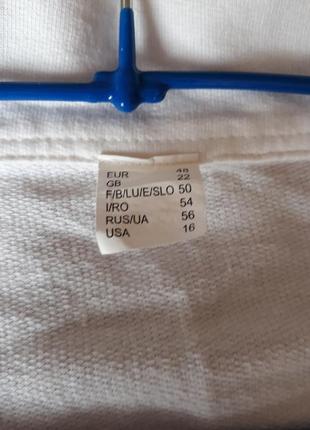 EUR 48
GB 22
F/B/LU/E/SLO 50
I/RO 54
RUS/UA 56
USA 16